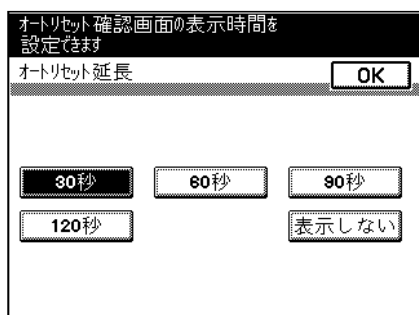 オートリセット確認画面の表示時間を
設定できます
オートリセット延長
OK
30秒
60秒
90秒
120秒
表示しない